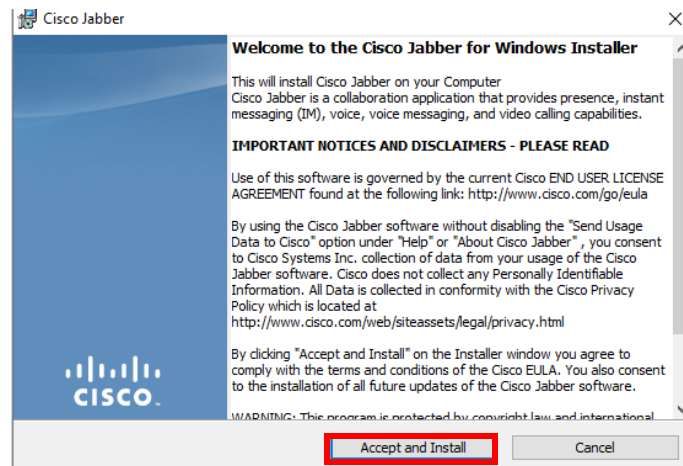 Cisco Jabber
Welcome to the Cisco Jabber for Windows Installer
This will install Cisco Jabber on your Computer
Cisco Jabber is a collaboration application that provides presence, instant
messaging (IM), voice, voice messaging, and video calling capabilities.
IMPORTANT NOTICES AND DISCLAIMERS - PLEASE READ
Use of this software is governed by the current Cisco END USER LICENSE
AGREEMENT found at the following link: http://www.cisco.com/go/eula
By using the Cisco Jabber software without disabling the "Send Usage
Data to Cisco" option under "Help" or "About Cisco Jabber" , you consent
to Cisco Systems Inc. collection of data from your usage of the Cisco
Jabber software. Cisco does not collect any Personally Identifiable
Information. All Data is collected in conformity with the Cisco Privacy
Policy which is located at
http://www.cisco.com/web/siteassets/legal/privacy.html
By clicking "Accept and Install" on the Installer window you agree to
comply with the terms and conditions of the Cisco EULA. You also consent
to the installation of all future updates of the Cisco Jabber software.
WARNING: This program is protected by copyright law and international
CISCO.
Accept and Install
Cancel